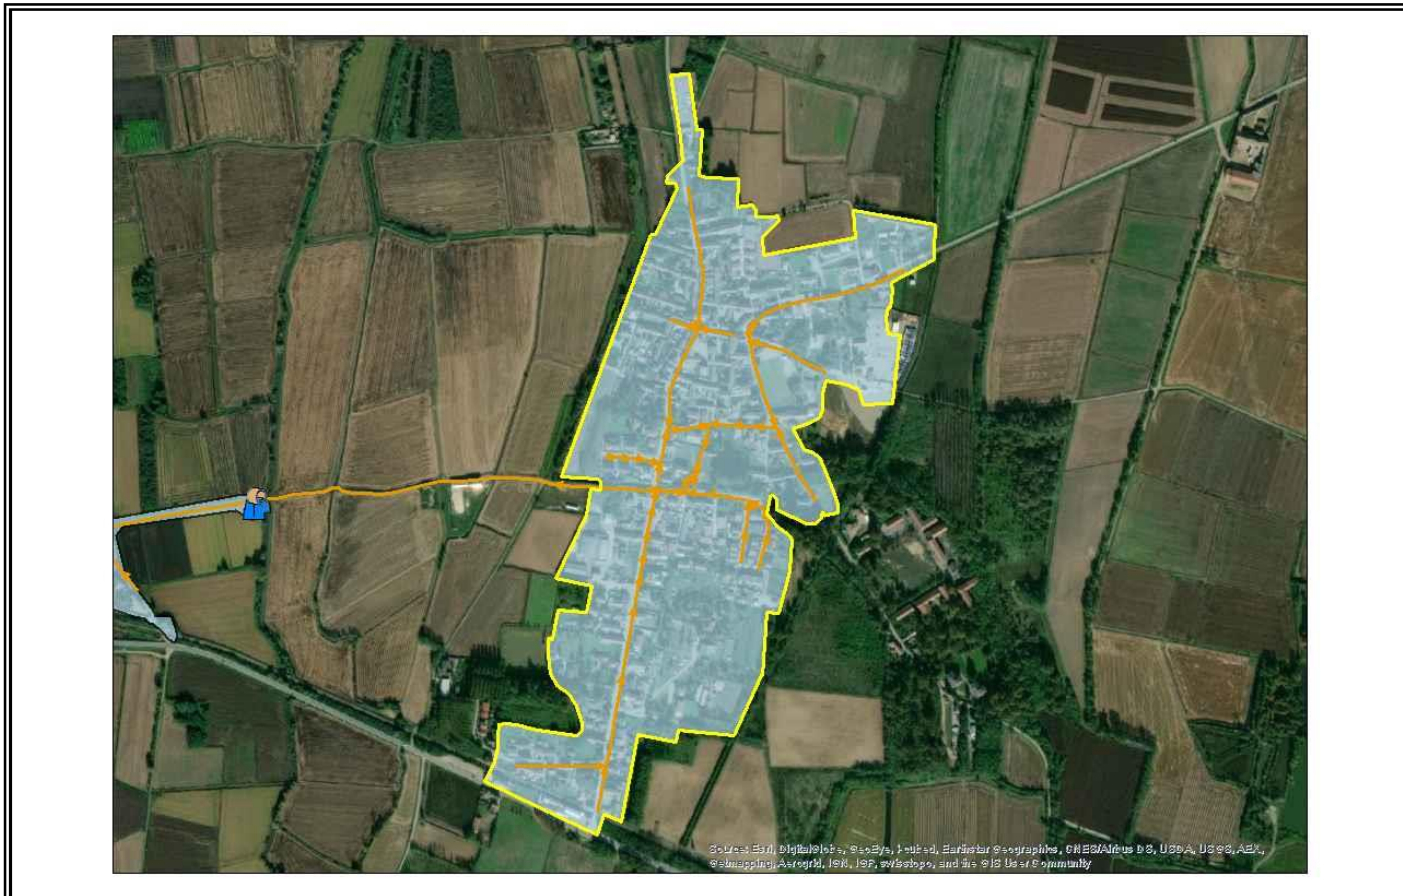 Source: Esri, DigitalGlobe, GeoEye, i-cubed, Earthstar Geographics, CNES/Airbus DS, USDA, USGS, AEX,
Getmapping, Aerogrid, IGN, IGP, swisstopo, and the GIS User Community